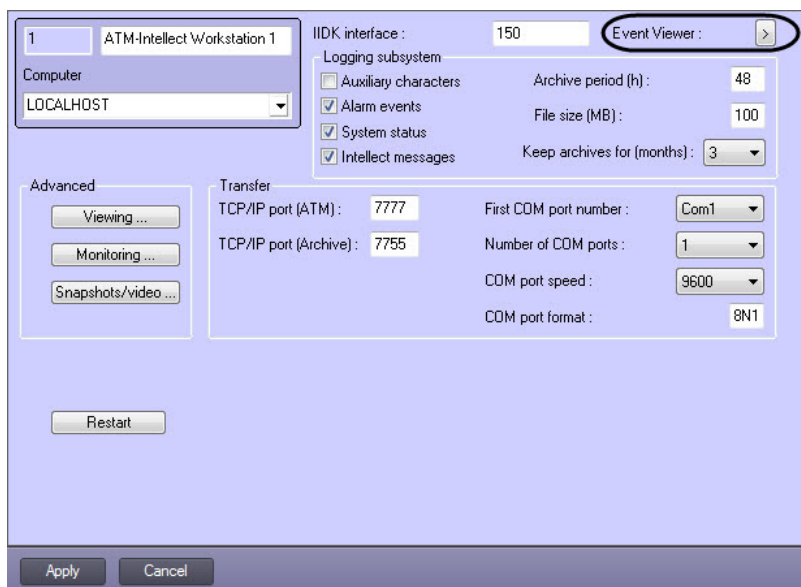 1 ATM-Intellect Workstation 1
Computer
LOCALHOST
IIDK interface : 150
Event Viewer : >
Logging subsystem
Auxiliary characters
Alarm events
System status
Intellect messages
Archive period (h) : 48
File size (MB) : 100
Keep archives for (months) : 3
Advanced
Viewing ...
Monitoring ...
Snapshots/video ...
Transfer
TCP/IP port (ATM) : 7777
TCP/IP port (Archive) : 7755
First COM port number : Com1
Number of COM ports : 1
COM port speed : 9600
COM port format : 8N1
Restart
Apply Cancel